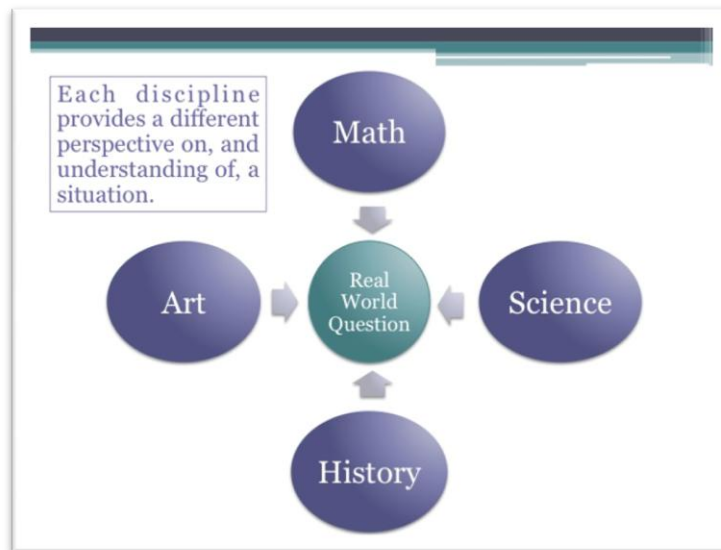 Each discipline
provides a different
perspective on, and
understanding of, a
situation.
Math
Art
Real
World
Question
Science
History